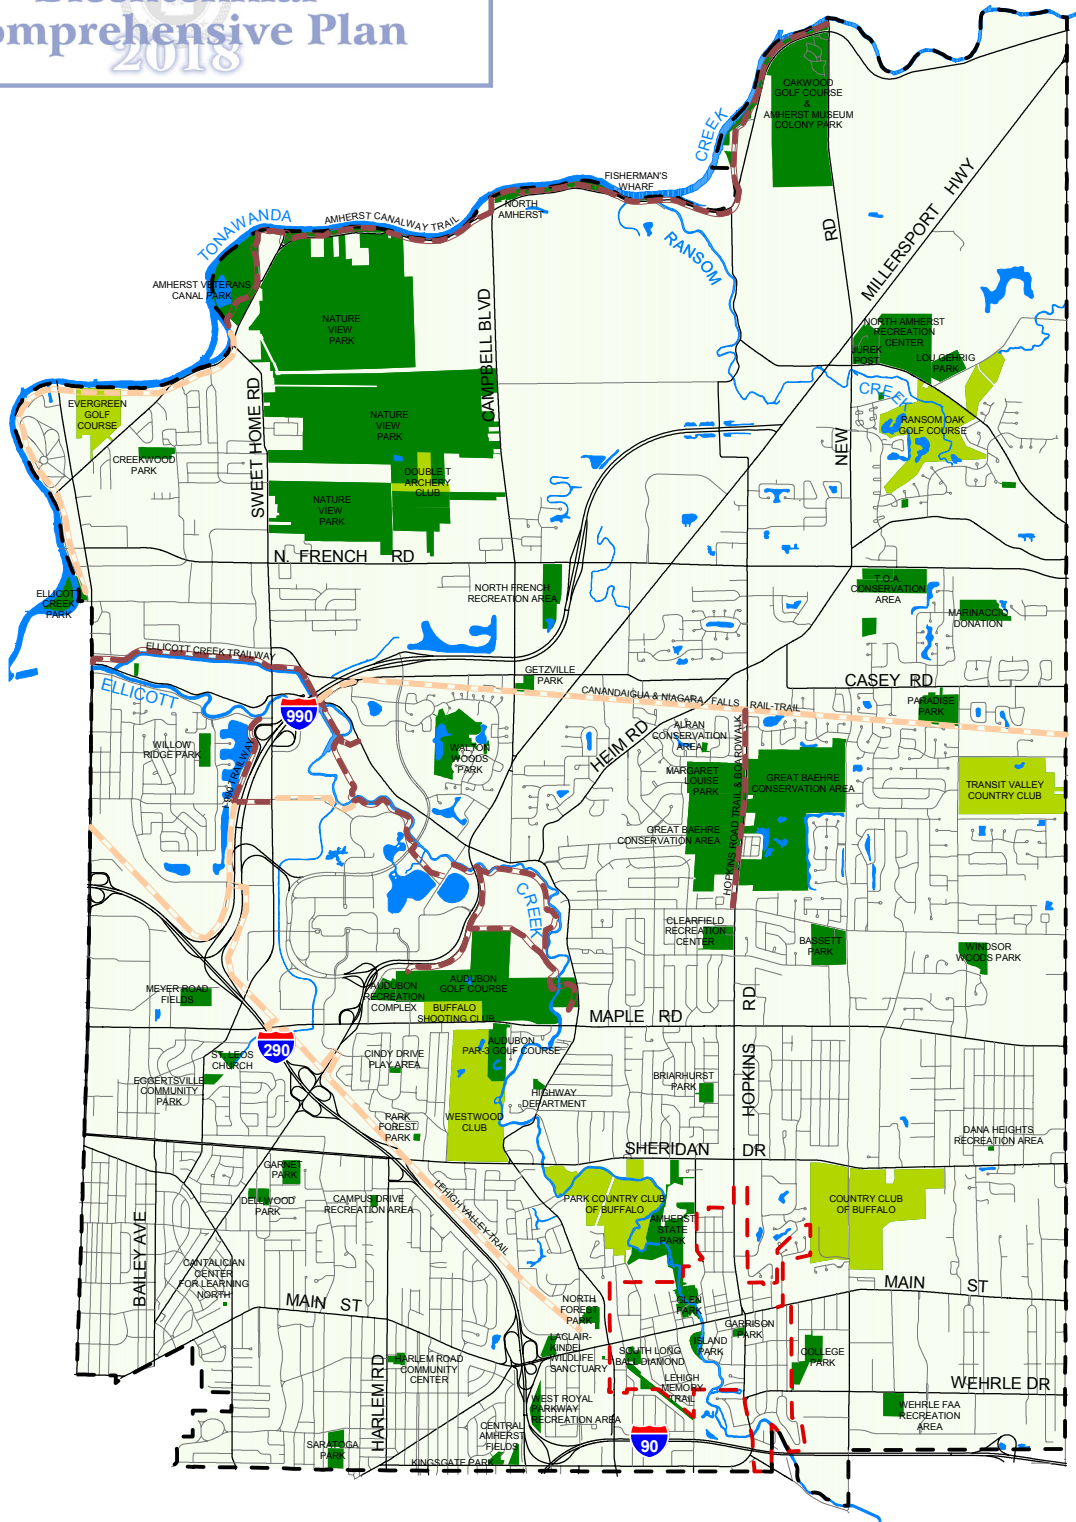 Comprehensive Plan
2018
OAKWOOD
GOLF COURSE
&
AMHERST MUSEUM
COLONY PARK
CREEK
FISHERMAN'S
WHARF
NORTH
AMHERST
AMHERST CANALWAY TRAIL
TONAWANDA
RANSOM
RD
MILLERSPORT HWY
AMHERST VETERANS
CANAL PARK
NATURE
VIEW
PARK
CAMPBELL BLVD
NORTH AMHERST
RECREATION
CENTER
JUREK
POST
LOU GEHRIG
PARK
CREEK
RANSOM OAK
GOLF COURSE
EVERGREEN
GOLF
COURSE
SWEET HOME RD
NATURE
VIEW
PARK
NEW
CREEKWOOD
PARK
DOUBLE T
ARCHERY
CLUB
NATURE
VIEW
PARK
N. FRENCH RD
ELLICOTT
CREEK
PARK
NORTH FRENCH
RECREATION AREA
T.O.A.
CONSERVATION
AREA
MARINACCIO
DONATION
ELLICOTT CREEK TRAILWAY
ELLICOTT
GETZVILLE
PARK
CASEY RD
CANANDAIGUA & NIAGARA FALLS RAIL-TRAIL
PARADISE
PARK
990
HEIM RD
ALRAN
CONSERVATION
AREA
WILLOW
RIDGE PARK
I-990 TRAILWAY
WALTON
WOODS
PARK
MARGARET
LOUISE
PARK
HOPKINS ROAD TRAIL & BOARDWALK
GREAT BAEHRE
CONSERVATION AREA
TRANSIT VALLEY
COUNTRY CLUB
GREAT BAEHRE
CONSERVATION AREA
CREEK
CLEARFIELD
RECREATION
CENTER
BASSETT
PARK
WINDSOR
WOODS PARK
MEYER ROAD
FIELDS
AUDUBON
RECREATION
COMPLEX
AUDUBON
GOLF COURSE
BUFFALO
SHOOTING CLUB
MAPLE RD
RD
290
ST. LEOS
CHURCH
CINDY DRIVE
PLAY AREA
AUDUBON
PAR-3 GOLF COURSE
EGGERTSVILLE
COMMUNITY
PARK
HIGHWAY
DEPARTMENT
BRIARHURST
PARK
HOPKINS
PARK
FOREST
PARK
WESTWOOD
CLUB
DANA HEIGHTS
RECREATION AREA
SHERIDAN DR
GARNET
PARK
DELLWOOD
PARK
CAMPUS DRIVE
RECREATION AREA
LEHIGH VALLEY TRAIL
PARK COUNTRY CLUB
OF BUFFALO
AMHERST
STATE
PARK
COUNTRY CLUB
OF BUFFALO
BAILEY AVE
CANTALICIAN
CENTER
FOR LEARNING
NORTH
MAIN ST
MAIN ST
NORTH
FOREST
PARK
GLEN
PARK
GARRISON
PARK
HARLEM RD
HARLEM ROAD
COMMUNITY
CENTER
LACLAIR-
KINDEL
WILDLIFE
SANCTUARY
SOUTH LONG
BALL DIAMOND
ISLAND
PARK
COLLEGE
PARK
LEHIGH
MEMORY
TRAIL
WEHRLE DR
WEST ROYAL
PARKWAY
RECREATION AREA
WEHRLE FAA
RECREATION
AREA
CENTRAL
AMHERST
FIELDS
90
SARATOGA
PARK
KINGSGATE PARK